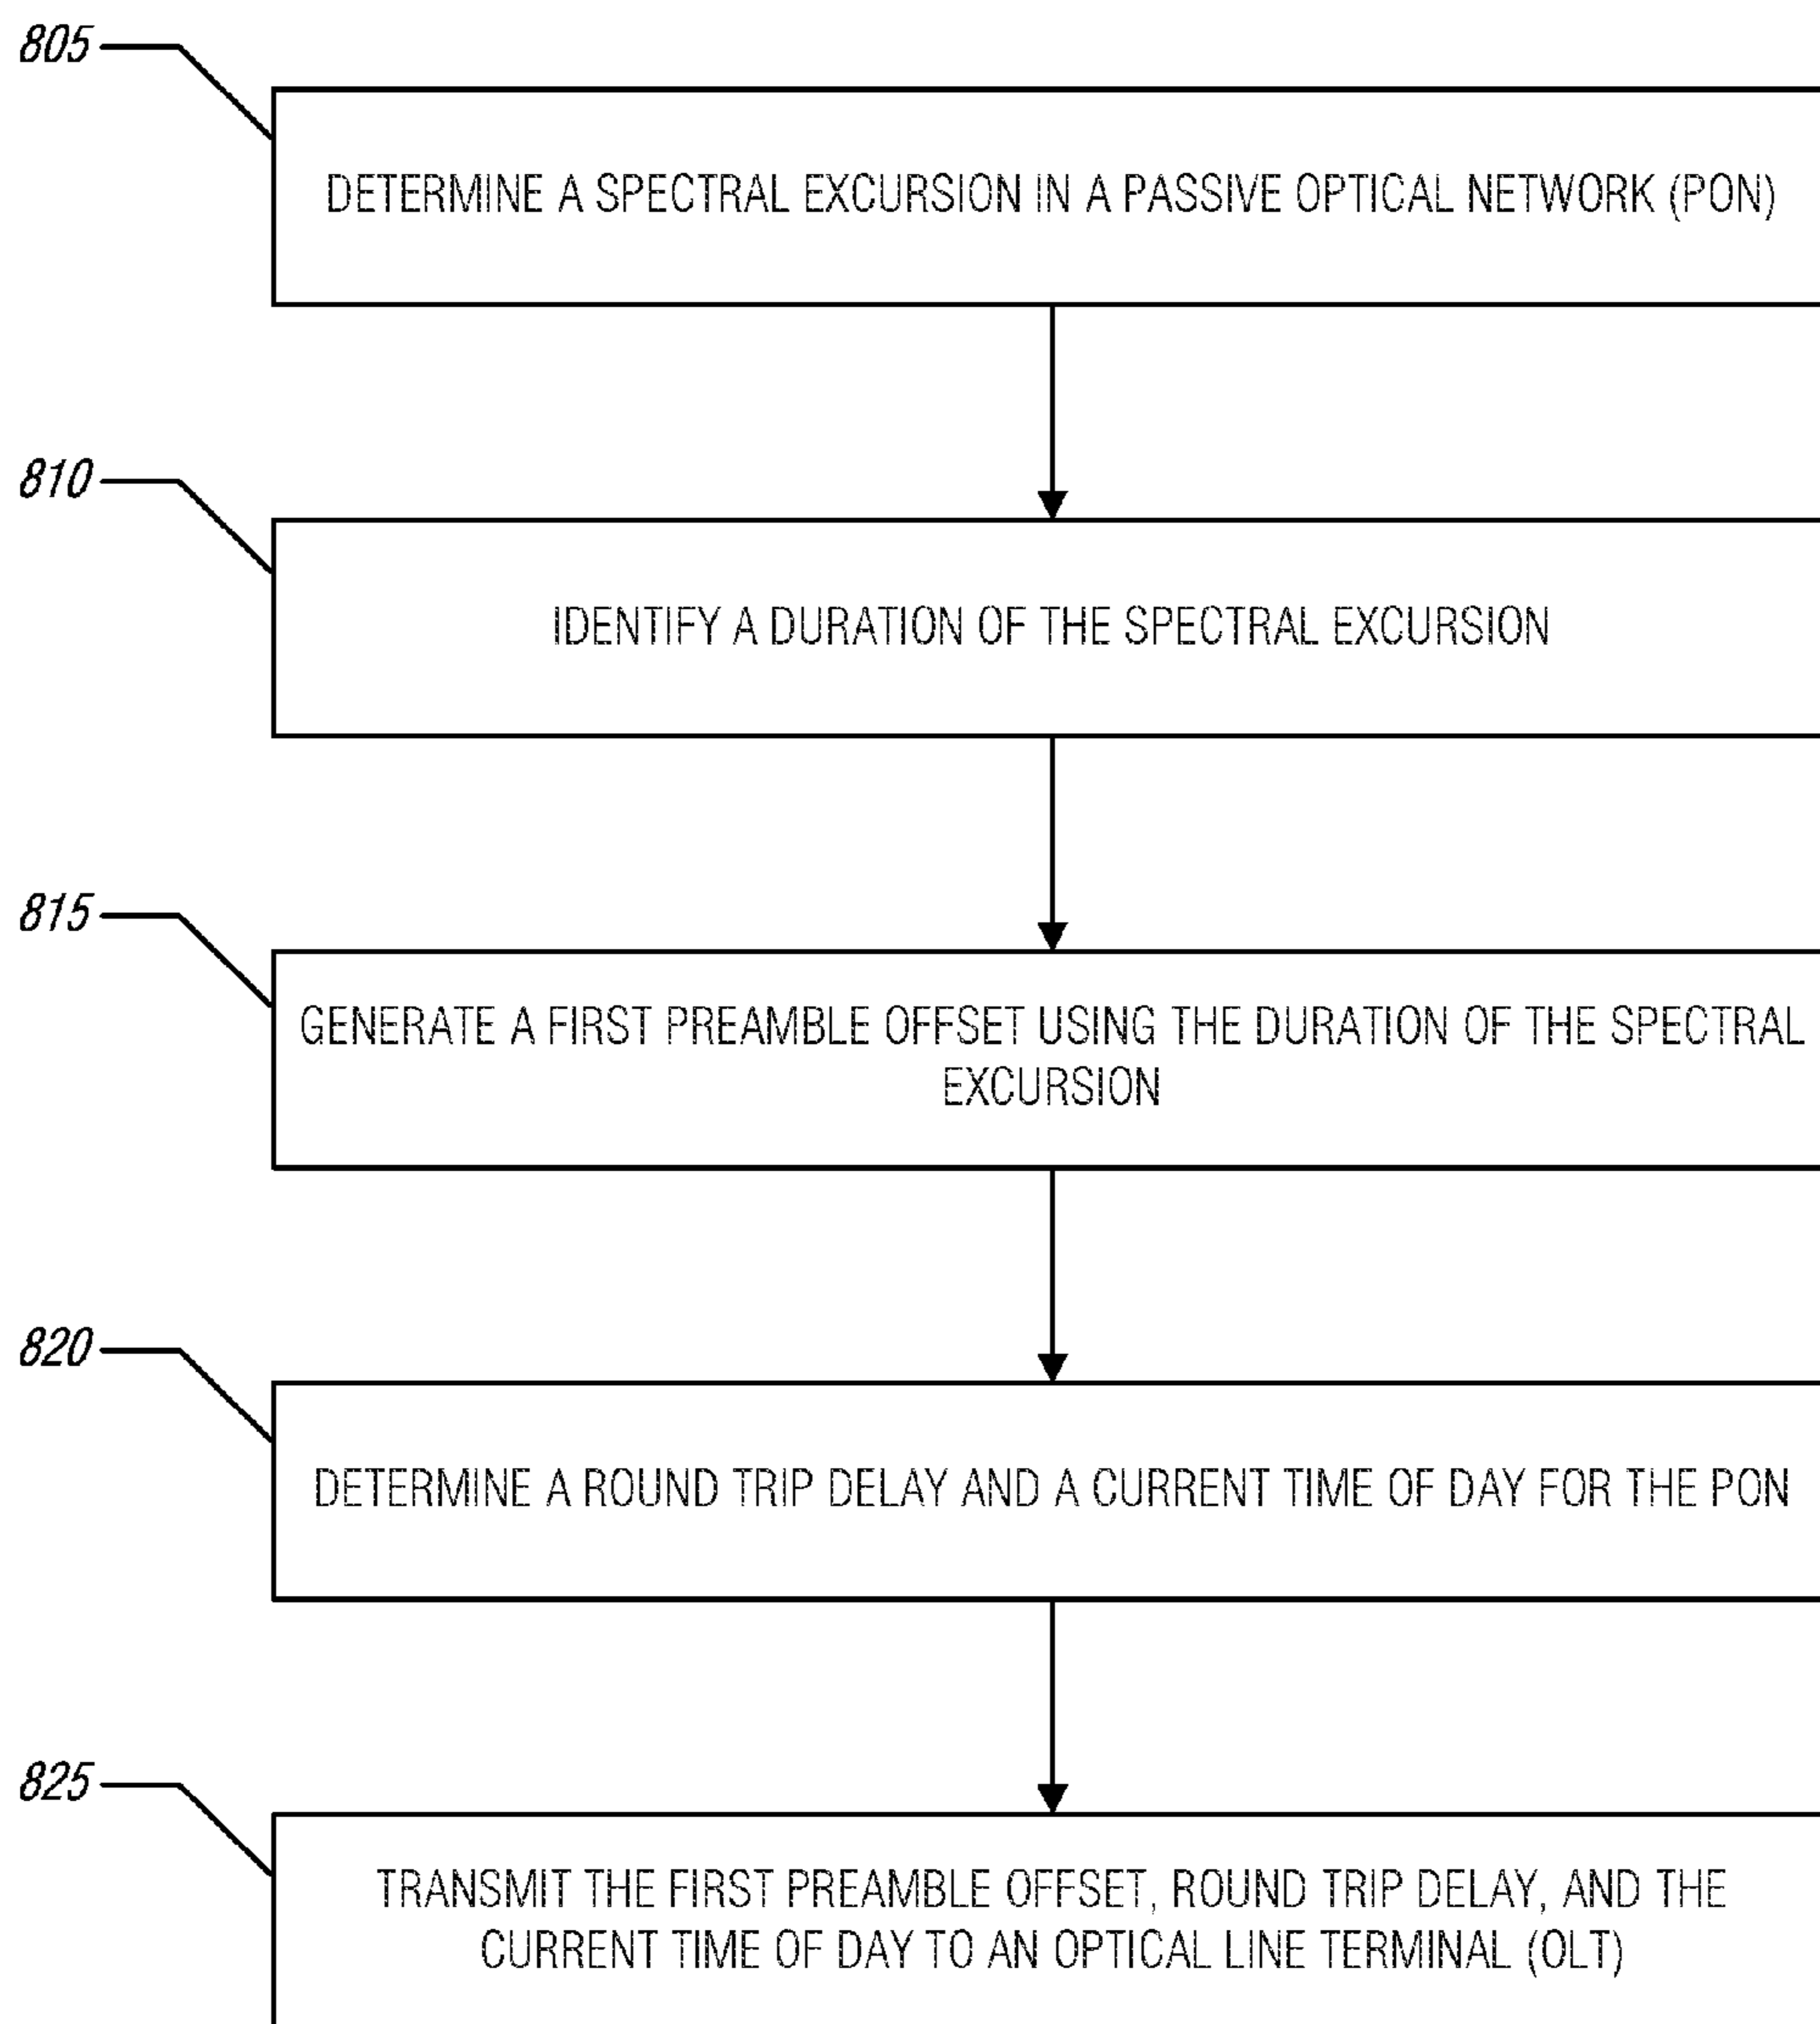 805
DETERMINE A SPECTRAL EXCURSION IN A PASSIVE OPTICAL NETWORK (PON)
810
IDENTIFY A DURATION OF THE SPECTRAL EXCURSION
815
GENERATE A FIRST PREAMBLE OFFSET USING THE DURATION OF THE SPECTRAL
EXCURSION
820
DETERMINE A ROUND TRIP DELAY AND A CURRENT TIME OF DAY FOR THE PON
825
TRANSMIT THE FIRST PREAMBLE OFFSET, ROUND TRIP DELAY, AND THE
CURRENT TIME OF DAY TO AN OPTICAL LINE TERMINAL (OLT)